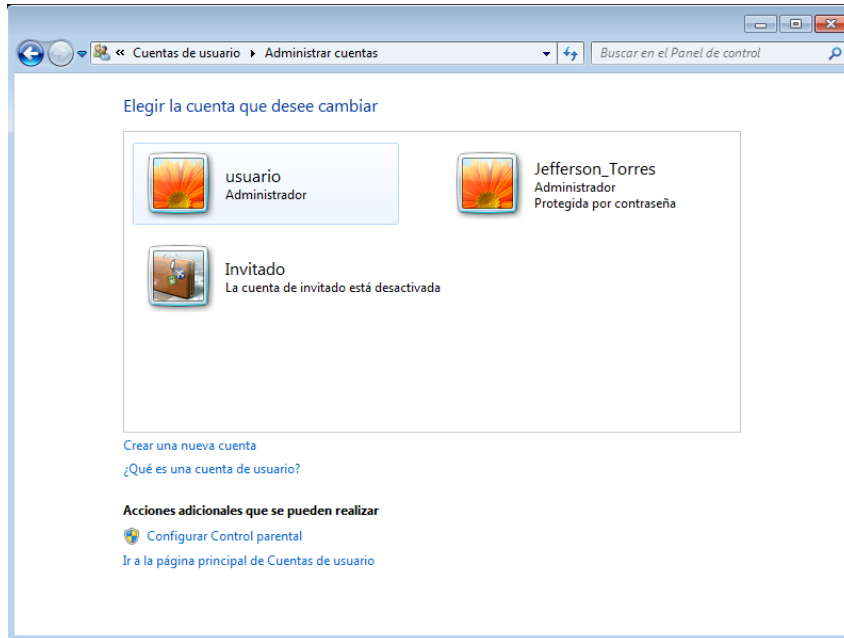 « Cuentas de usuario ▸ Administrar cuentas
Buscar en el Panel de control
Elegir la cuenta que desee cambiar
usuario
Administrador
Jefferson_Torres
Administrador
Protegida por contraseña
Invitado
La cuenta de invitado está desactivada
Crear una nueva cuenta
¿Qué es una cuenta de usuario?
Acciones adicionales que se pueden realizar
Configurar Control parental
Ir a la página principal de Cuentas de usuario